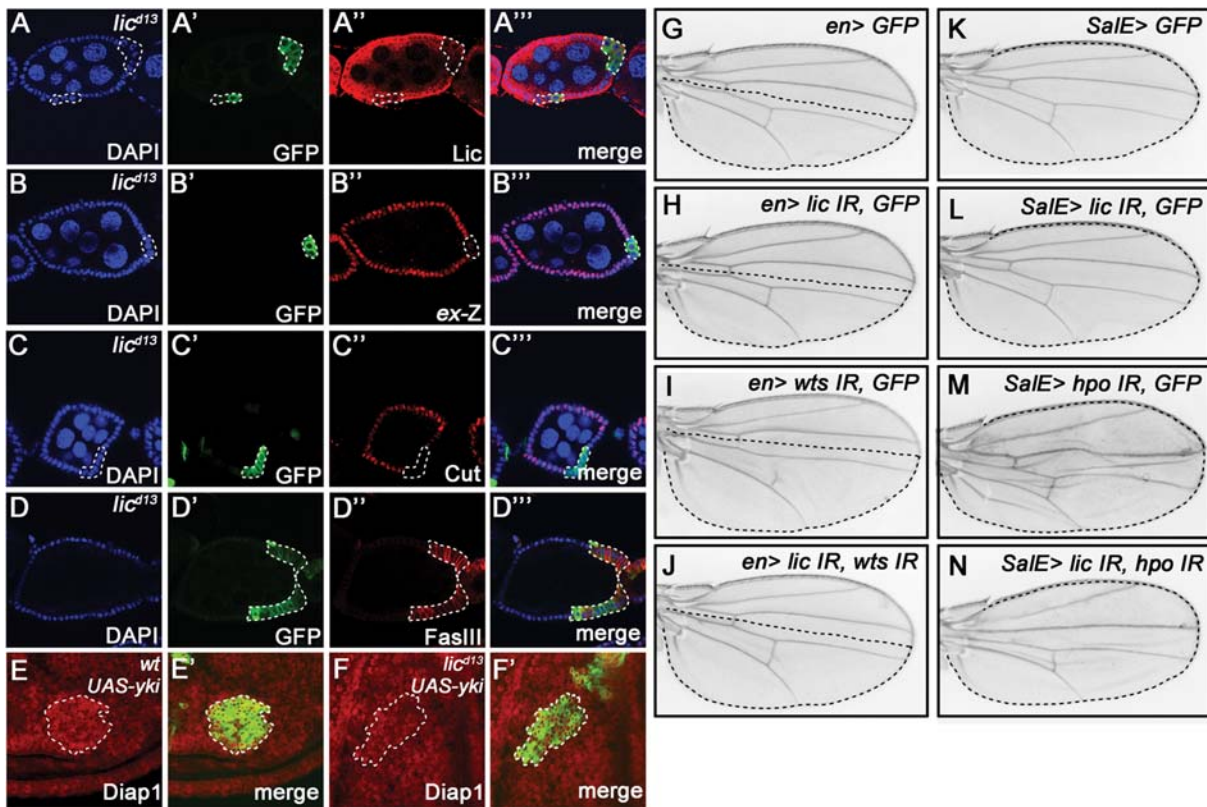 A lic^d13 DAPI
A' GFP
A'' Lic
A''' merge
B lic^d13 DAPI
B' GFP
B'' ex-Z
B''' merge
C lic^d13 DAPI
C' GFP
C'' Cut
C''' merge
D lic^d13 DAPI
D' GFP
D'' FasIII
D''' merge
E wt
UAS-yki
Diap1
E' merge
F lic^d13
UAS-yki
Diap1
F' merge
G en> GFP
H en> lic IR, GFP
I en> wts IR, GFP
J en> lic IR, wts IR
K SalE> GFP
L SalE> lic IR, GFP
M SalE> hpo IR, GFP
N SalE> lic IR, hpo IR